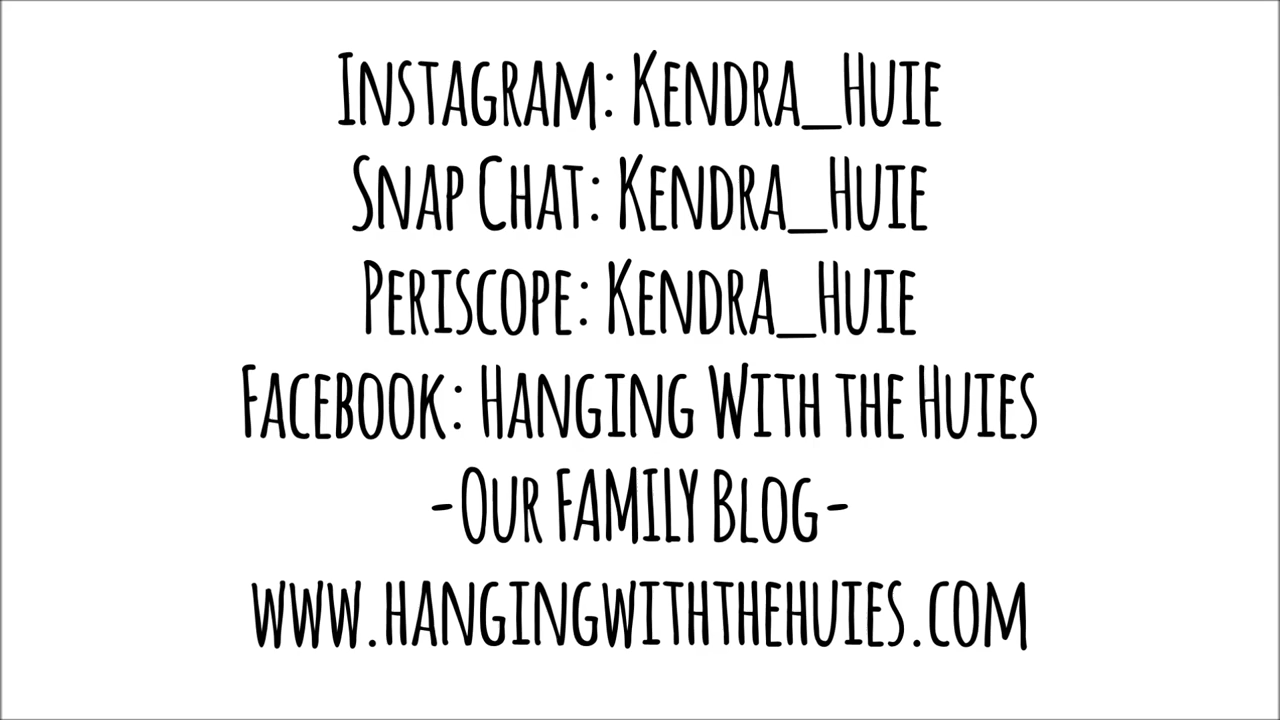 Instagram: Kendra_Huie
Snap Chat: Kendra_Huie
Periscope: Kendra_Huie
Facebook: Hanging With the Huies
-Our FAMILY Blog-
www.hangingwiththehuies.com